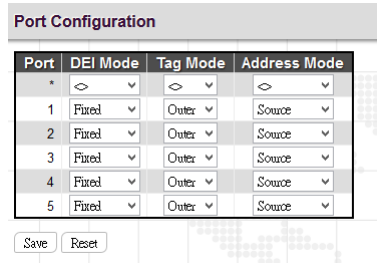 Port Configuration
Port DEI Mode Tag Mode Address Mode
* <> <> <>
1 Fixed Outer Source
2 Fixed Outer Source
3 Fixed Outer Source
4 Fixed Outer Source
5 Fixed Outer Source
Save Reset